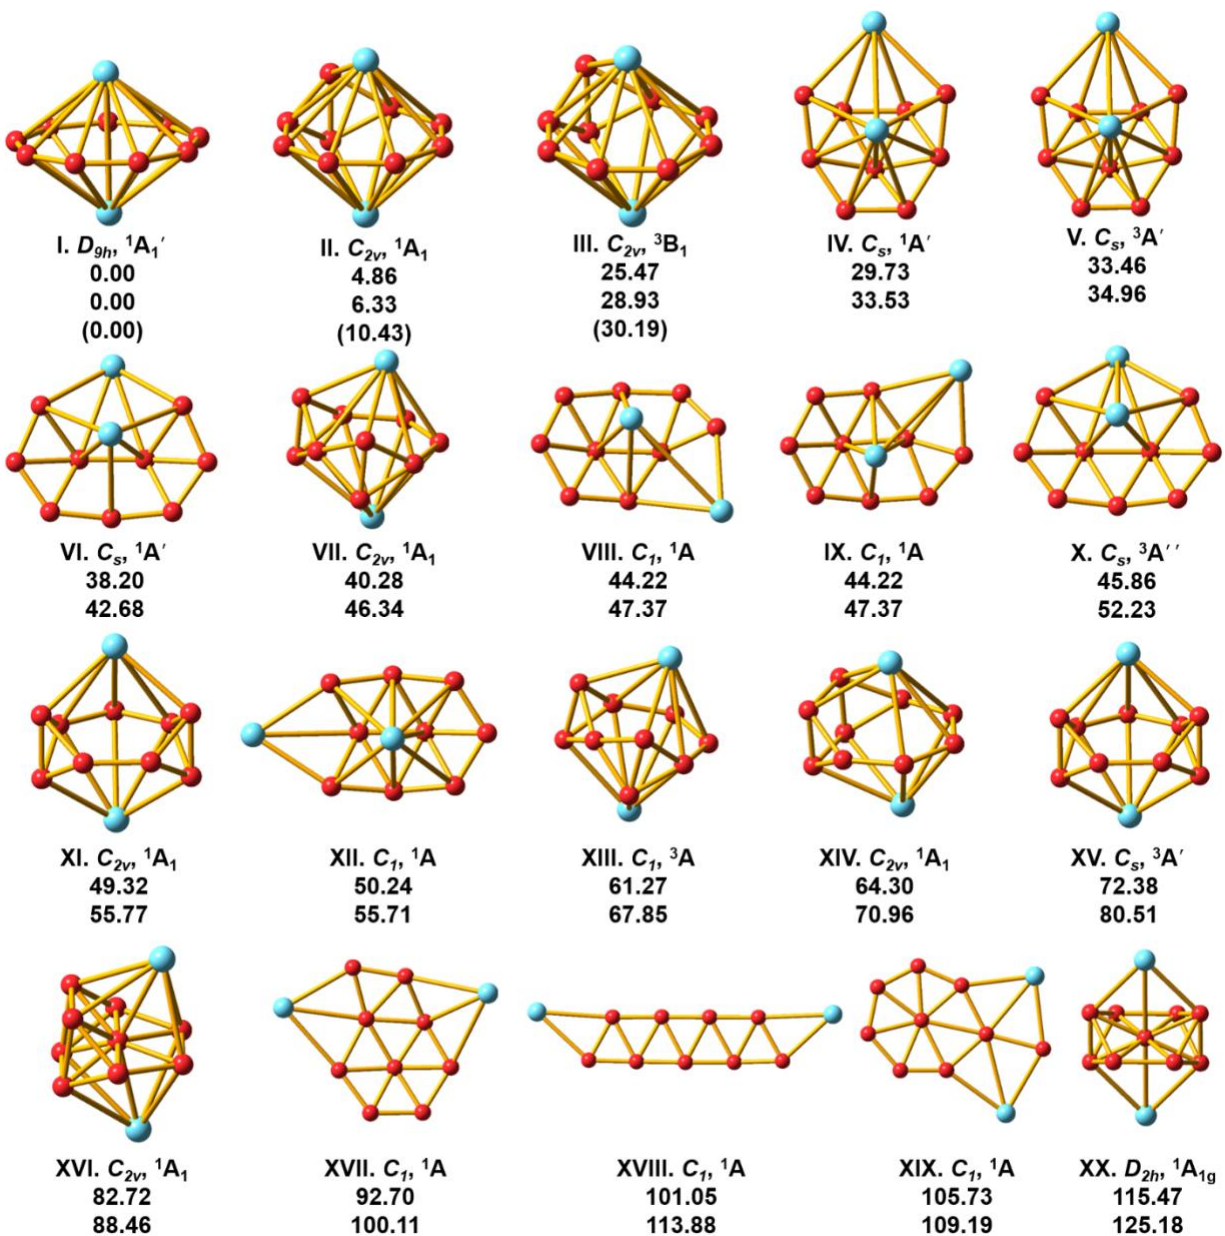 I. D9h, ¹A₁′
0.00
0.00
(0.00)
II. C2v, ¹A₁
4.86
6.33
(10.43)
III. C2v, ³B₁
25.47
28.93
(30.19)
IV. Cs, ¹A′
29.73
33.53
V. Cs, ³A′
33.46
34.96
VI. Cs, ¹A′
38.20
42.68
VII. C2v, ¹A₁
40.28
46.34
VIII. C1, ¹A
44.22
47.37
IX. C1, ¹A
44.22
47.37
X. Cs, ³A′′
45.86
52.23
XI. C2v, ¹A₁
49.32
55.77
XII. C1, ¹A
50.24
55.71
XIII. C1, ³A
61.27
67.85
XIV. C2v, ¹A₁
64.30
70.96
XV. Cs, ³A′
72.38
80.51
XVI. C2v, ¹A₁
82.72
88.46
XVII. C1, ¹A
92.70
100.11
XVIII. C1, ¹A
101.05
113.88
XIX. C1, ¹A
105.73
109.19
XX. D2h, ¹A1g
115.47
125.18